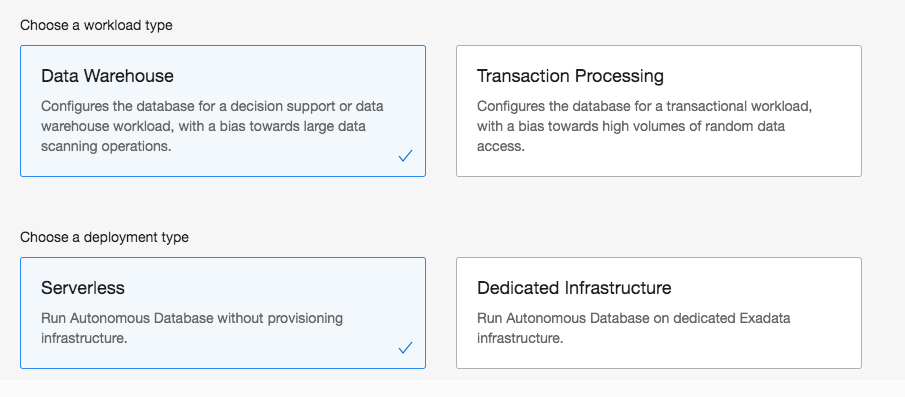 Choose a workload type
Data Warehouse
Configures the database for a decision support or data
warehouse workload, with a bias towards large data
scanning operations.
Transaction Processing
Configures the database for a transactional workload,
with a bias towards high volumes of random data
access.
Choose a deployment type
Serverless
Run Autonomous Database without provisioning
infrastructure.
Dedicated Infrastructure
Run Autonomous Database on dedicated Exadata
infrastructure.